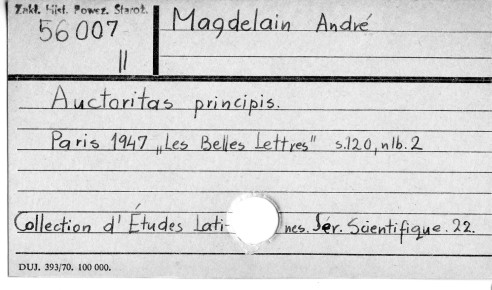 Zakł. Hist. Powsz. Staroż.
56007
II
Magdelain André
Auctoritas principis.
Paris 1947 „Les Belles Lettres" s.120, nlb. 2
Collection d'Études Lati- nes. Sér. Scientifique. 22.
DUJ. 393/70. 100 000.